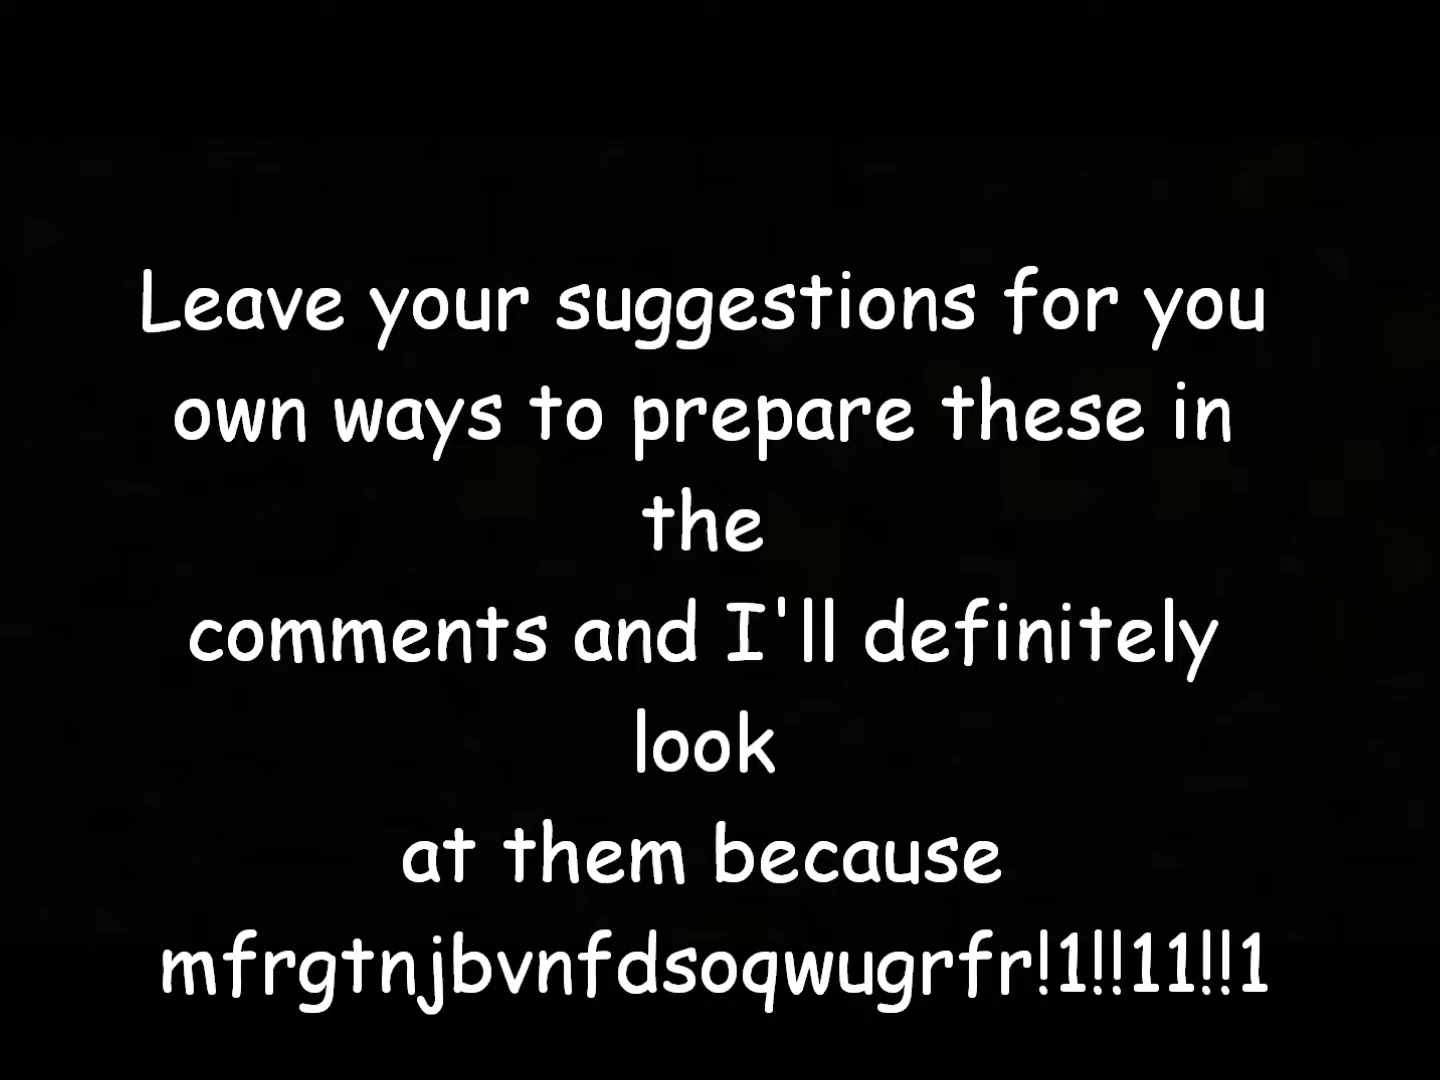 Leave your suggestions for you
own ways to prepare these in
the
comments and I'll definitely
look
at them because
mfrgtnjbvnfdsoqwugrfr!1!!11!!1